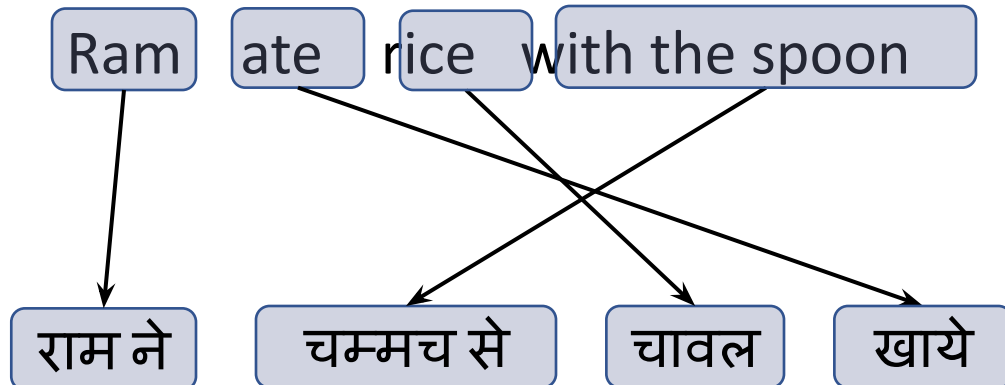 Ram ate rice with the spoon
राम ने चम्मच से चावल खाये